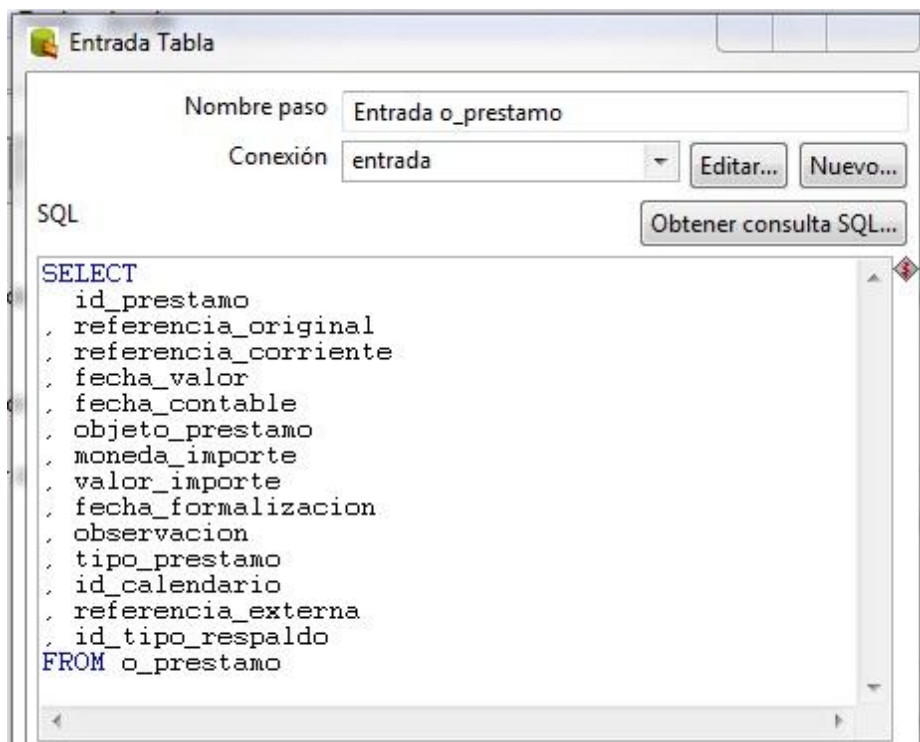 Entrada Tabla
Nombre paso Entrada o_prestamo
Conexión entrada Editar... Nuevo...
SQL Obtener consulta SQL...
SELECT
id_prestamo
, referencia_original
, referencia_corriente
, fecha_valor
, fecha_contable
, objeto_prestamo
, moneda_importe
, valor_importe
, fecha_formalizacion
, observacion
, tipo_prestamo
, id_calendario
, referencia_externa
, id_tipo_respaldo
FROM o_prestamo